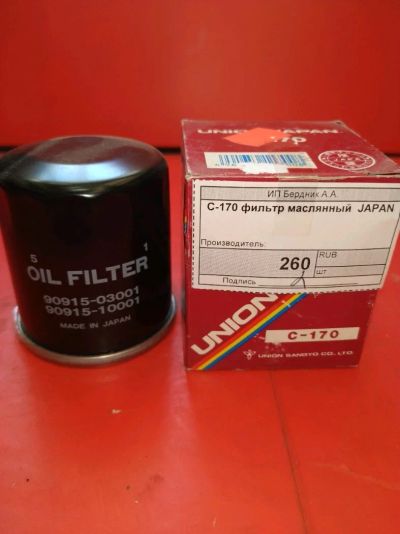 5 1
OIL FILTER
90915-03001
90915-10001
MADE IN JAPAN
UNION JAPAN
ИП Бердник А.А.
С-170 фильтр маслянный JAPAN
Производитель:
260
RUB
шт
Подпись
UNION
C-170
UNION SANGYO CO., LTD.